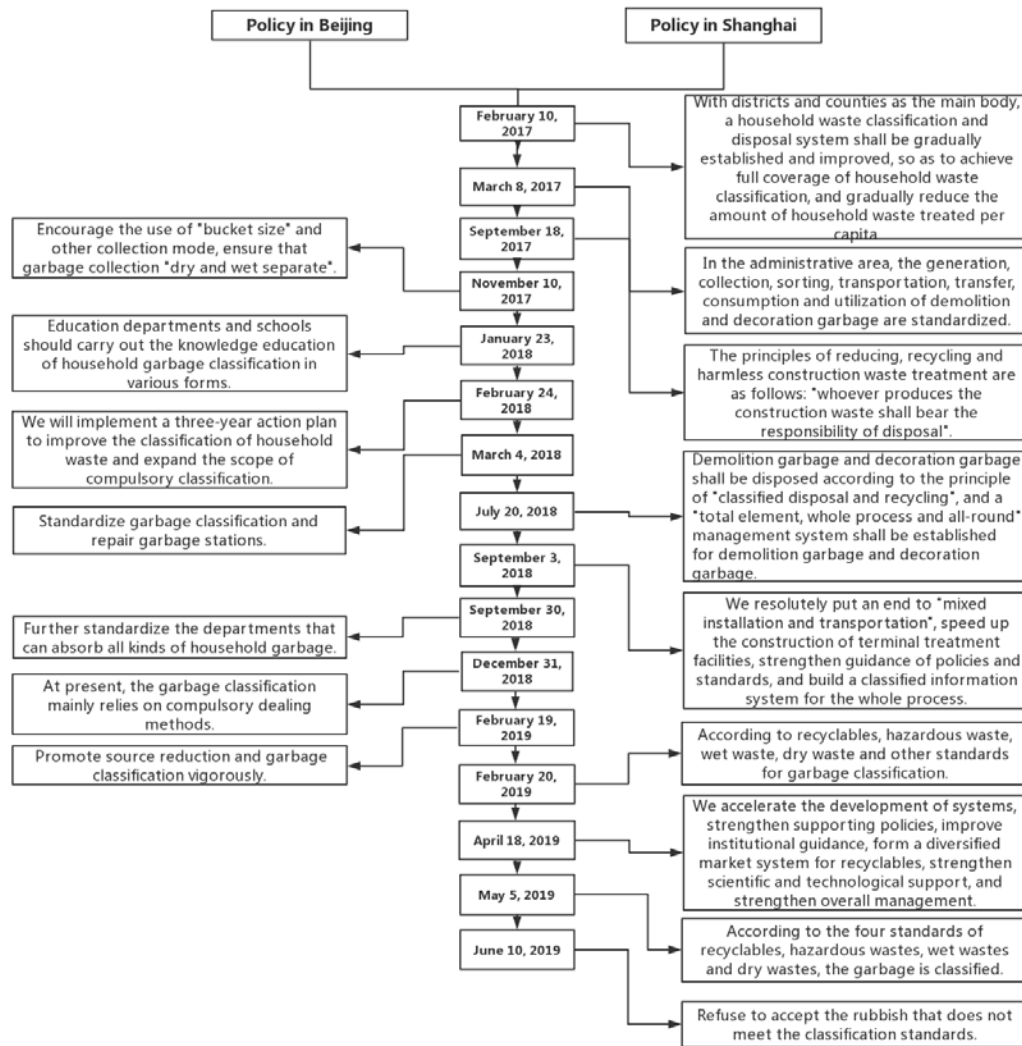 Policy in Beijing
Policy in Shanghai
February 10,
2017
March 8, 2017
September 18,
2017
November 10,
2017
January 23,
2018
February 24,
2018
March 4, 2018
July 20, 2018
September 3,
2018
September 30,
2018
December 31,
2018
February 19,
2019
February 20,
2019
April 18, 2019
May 5, 2019
June 10, 2019
Encourage the use of "bucket size" and
other collection mode, ensure that
garbage collection "dry and wet separate".
Education departments and schools
should carry out the knowledge education
of household garbage classification in
various forms.
We will implement a three-year action plan
to improve the classification of household
waste and expand the scope of
compulsory classification.
Standardize garbage classification and
repair garbage stations.
Further standardize the departments that
can absorb all kinds of household garbage.
At present, the garbage classification
mainly relies on compulsory dealing
methods.
Promote source reduction and garbage
classification vigorously.
With districts and counties as the main body,
a household waste classification and
disposal system shall be gradually
established and improved, so as to achieve
full coverage of household waste
classification, and gradually reduce the
amount of household waste treated per
capita
In the administrative area, the generation,
collection, sorting, transportation, transfer,
consumption and utilization of demolition
and decoration garbage are standardized.
The principles of reducing, recycling and
harmless construction waste treatment are
as follows: "whoever produces the
construction waste shall bear the
responsibility of disposal".
Demolition garbage and decoration garbage
shall be disposed according to the principle
of "classified disposal and recycling", and a
"total element, whole process and all-round"
management system shall be established
for demolition garbage and decoration
garbage.
We resolutely put an end to "mixed
installation and transportation", speed up
the construction of terminal treatment
facilities, strengthen guidance of policies and
standards, and build a classified information
system for the whole process.
According to recyclables, hazardous waste,
wet waste, dry waste and other standards
for garbage classification.
We accelerate the development of systems,
strengthen supporting policies, improve
institutional guidance, form a diversified
market system for recyclables, strengthen
scientific and technological support, and
strengthen overall management.
According to the four standards of
recyclables, hazardous wastes, wet wastes
and dry wastes, the garbage is classified.
Refuse to accept the rubbish that does not
meet the classification standards.